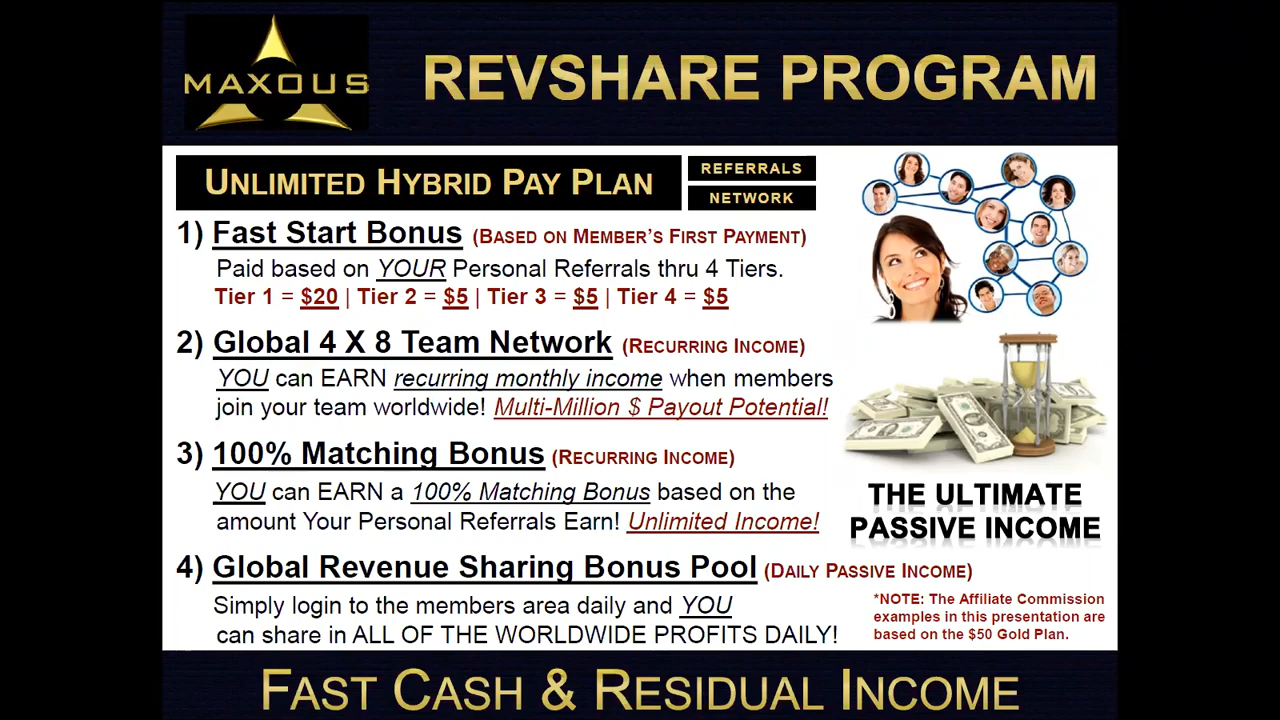 MAXOUS
REVSHARE PROGRAM
UNLIMITED HYBRID PAY PLAN
REFERRALS
NETWORK
1) Fast Start Bonus (BASED ON MEMBER'S FIRST PAYMENT)
Paid based on YOUR Personal Referrals thru 4 Tiers.
Tier 1 = $20 | Tier 2 = $5 | Tier 3 = $5 | Tier 4 = $5
2) Global 4 X 8 Team Network (RECURRING INCOME)
YOU can EARN recurring monthly income when members
join your team worldwide! Multi-Million $ Payout Potential!
3) 100% Matching Bonus (RECURRING INCOME)
YOU can EARN a 100% Matching Bonus based on the
amount Your Personal Referrals Earn! Unlimited Income!
THE ULTIMATE
PASSIVE INCOME
4) Global Revenue Sharing Bonus Pool (DAILY PASSIVE INCOME)
Simply login to the members area daily and YOU
can share in ALL OF THE WORLDWIDE PROFITS DAILY!
*NOTE: The Affiliate Commission
examples in this presentation are
based on the $50 Gold Plan.
FAST CASH & RESIDUAL INCOME